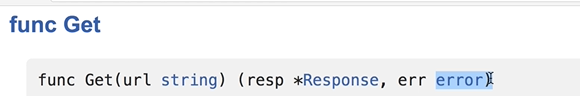 func Get
func Get(url string) (resp *Response, err error)